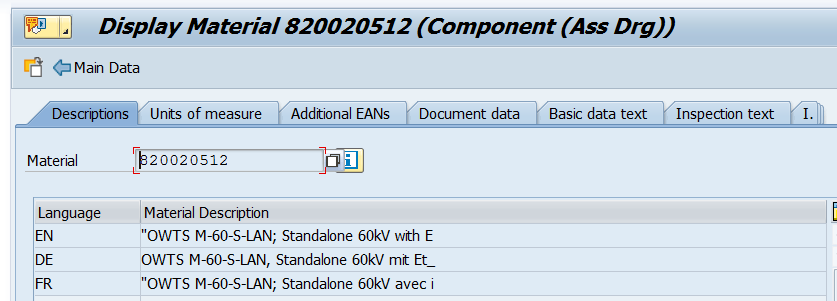 Display Material 820020512 (Component (Ass Drg))
Main Data
Descriptions Units of measure Additional EANs Document data Basic data text Inspection text I.
Material 820020512
Language Material Description
EN "OWTS M-60-S-LAN; Standalone 60kV with E
DE OWTS M-60-S-LAN, Standalone 60kV mit Et_
FR "OWTS M-60-S-LAN; Standalone 60kV avec i